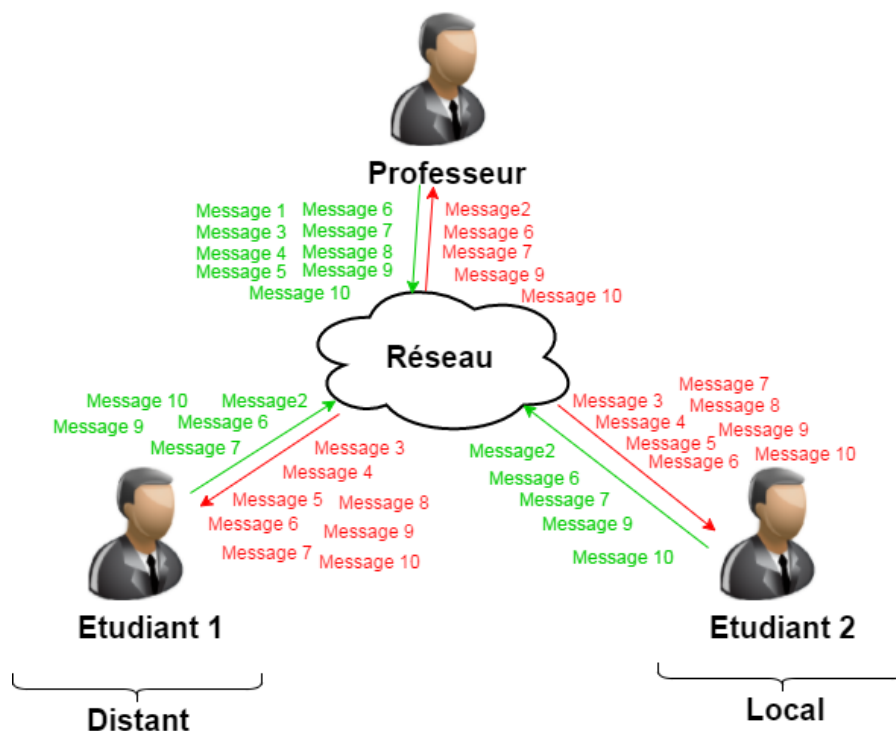 Professeur
Message 1
Message 3
Message 4
Message 5
Message 6
Message 7
Message 8
Message 9
Message 10
Message2
Message 6
Message 7
Message 9
Message 10
Réseau
Message 10
Message2
Message 9
Message 6
Message 7
Message 3
Message 4
Message 5
Message 8
Message 6
Message 9
Message 7
Message 10
Message2
Message 6
Message 7
Message 9
Message 10
Message 7
Message 3
Message 8
Message 4
Message 9
Message 5
Message 6
Message 10
Etudiant 1
Etudiant 2
Distant
Local